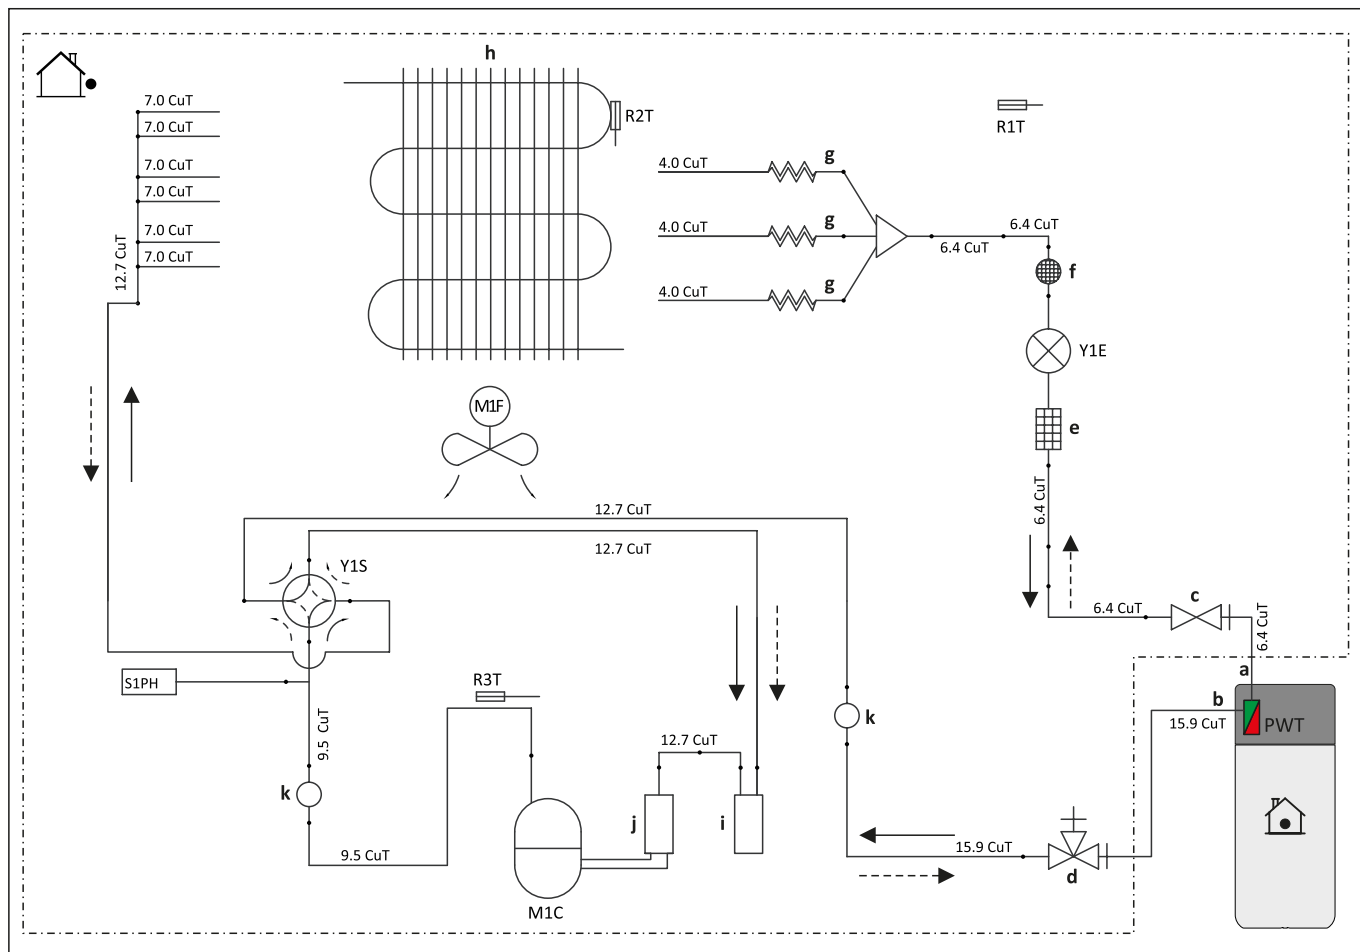 h
7.0 CuT
7.0 CuT
7.0 CuT
7.0 CuT
7.0 CuT
7.0 CuT
12.7 CuT
R2T
R1T
4.0 CuT
g
4.0 CuT
g
4.0 CuT
g
6.4 CuT
6.4 CuT
f
Y1E
e
6.4 CuT
M1F
12.7 CuT
12.7 CuT
Y1S
c
6.4 CuT
6.4 CuT
a
b
15.9 CuT
PWT
S1PH
R3T
9.5 CuT
k
12.7 CuT
k
j
i
9.5 CuT
15.9 CuT
d
M1C